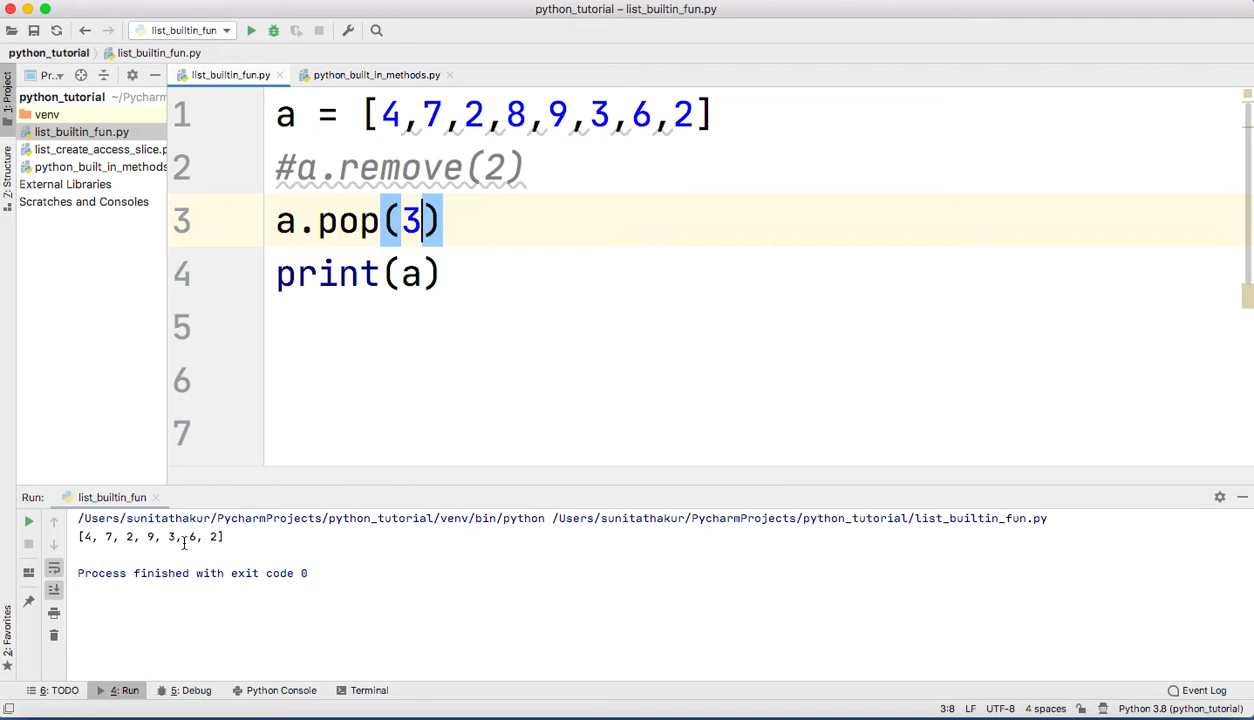 python_tutorial – list_builtin_fun.py
list_builtin_fun
python_tutorial list_builtin_fun.py
1: Project
Pr..
list_builtin_fun.py
python_built_in_methods.py
python_tutorial ~/Pycharm
venv
list_builtin_fun.py
list_create_access_slice.p
python_built_in_methods
External Libraries
Scratches and Consoles
Z: Structure
1 a = [4,7,2,8,9,3,6,2]
2 #a.remove(2)
3 a.pop(3)
4 print(a)
5
6
7
Run: list_builtin_fun
/Users/sunitathakur/PycharmProjects/python_tutorial/venv/bin/python /Users/sunitathakur/PycharmProjects/python_tutorial/list_builtin_fun.py
[4, 7, 2, 9, 3, 6, 2]
Process finished with exit code 0
2: Favorites
6: TODO 4: Run 5: Debug Python Console Terminal Event Log
3:8 LF UTF-8 4 spaces Python 3.8 (python_tutorial)